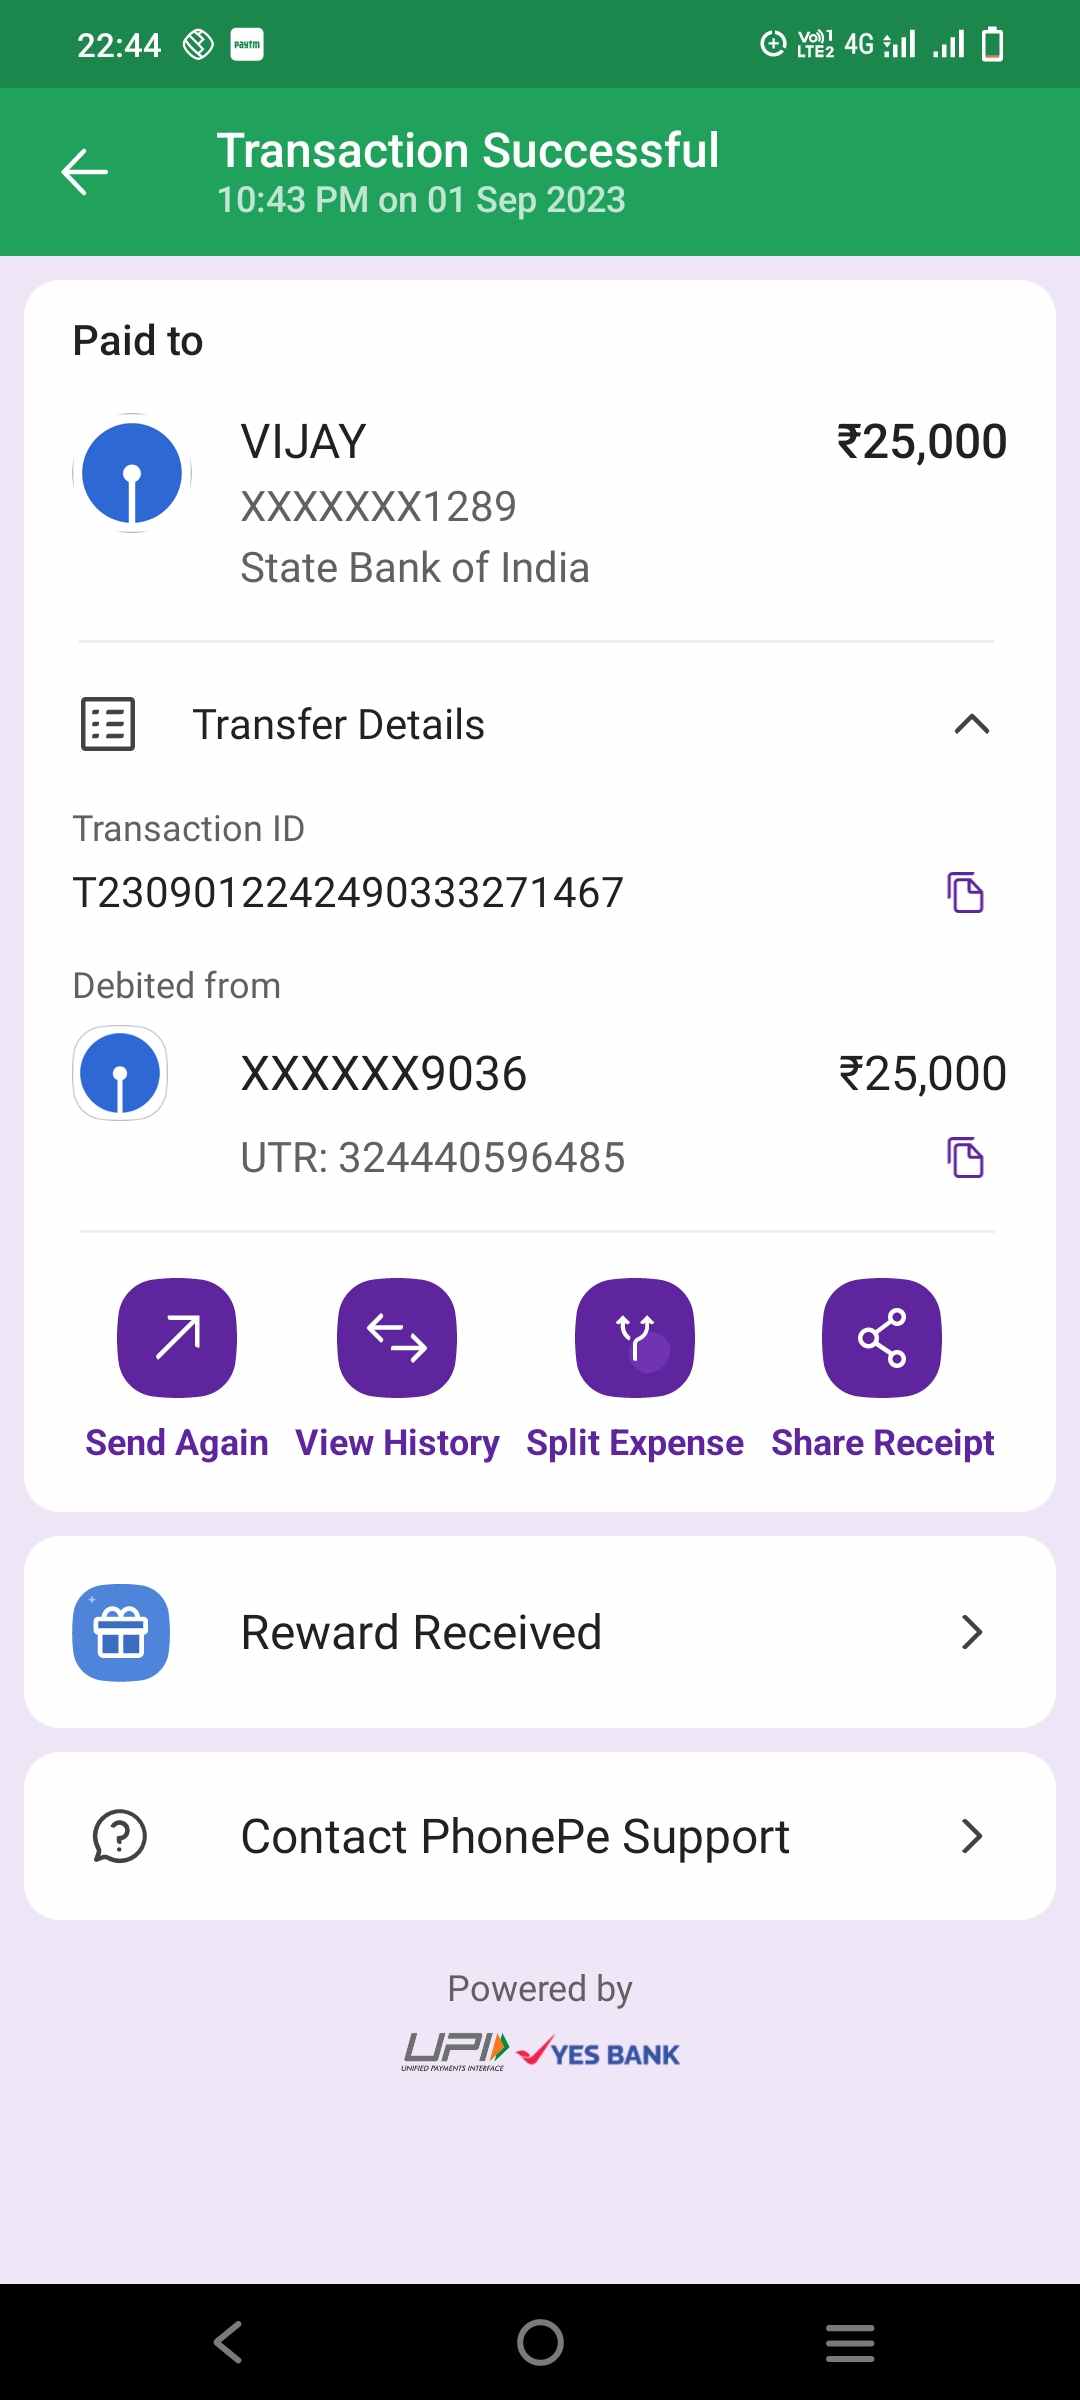 22:44 Paytm Vo)) 1 LTE2 4G
Transaction Successful
10:43 PM on 01 Sep 2023
Paid to
VIJAY ₹25,000
XXXXXXX1289
State Bank of India
Transfer Details
Transaction ID
T2309012242490333271467
Debited from
XXXXXX9036 ₹25,000
UTR: 324440596485
Send Again View History Split Expense Share Receipt
Reward Received
Contact PhonePe Support
Powered by
UPI YES BANK
UNIFIED PAYMENTS INTERFACE